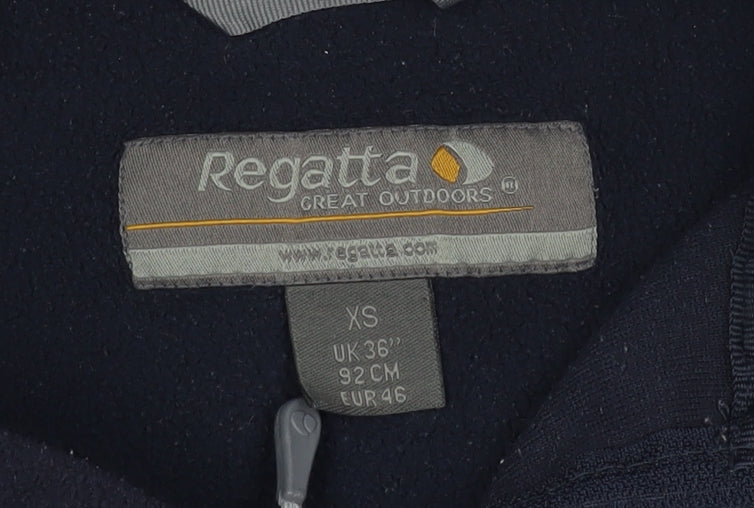 Regatta
GREAT OUTDOORS
www.regatta.com
XS
UK 36"
92 CM
EUR 46